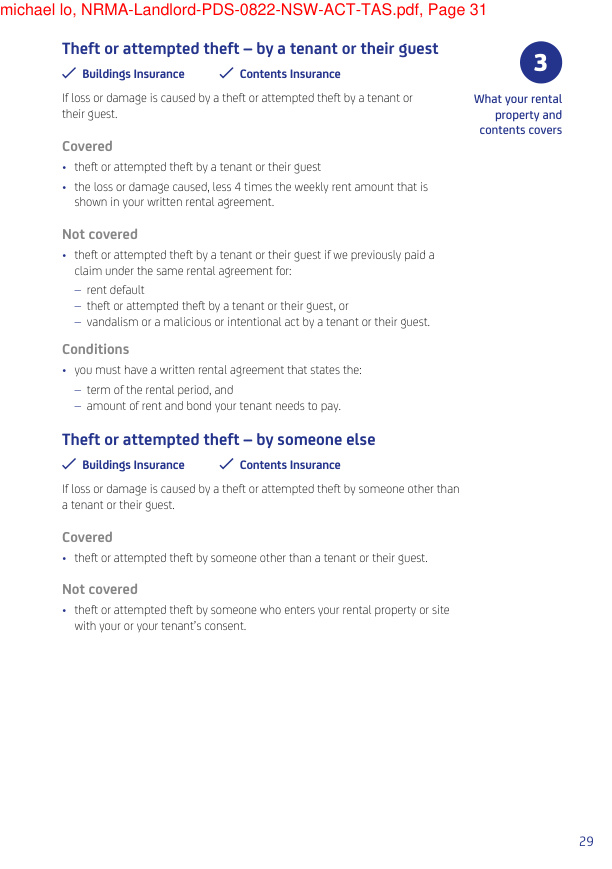 michael lo, NRMA-Landlord-PDS-0822-NSW-ACT-TAS.pdf, Page 31
Theft or attempted theft – by a tenant or their guest
✓ Buildings Insurance ✓ Contents Insurance
If loss or damage is caused by a theft or attempted theft by a tenant or
their guest.
Covered
• theft or attempted theft by a tenant or their guest
• the loss or damage caused, less 4 times the weekly rent amount that is
shown in your written rental agreement.
Not covered
• theft or attempted theft by a tenant or their guest if we previously paid a
claim under the same rental agreement for:
– rent default
– theft or attempted theft by a tenant or their guest, or
– vandalism or a malicious or intentional act by a tenant or their guest.
Conditions
• you must have a written rental agreement that states the:
– term of the rental period, and
– amount of rent and bond your tenant needs to pay.
Theft or attempted theft – by someone else
✓ Buildings Insurance ✓ Contents Insurance
If loss or damage is caused by a theft or attempted theft by someone other than
a tenant or their guest.
Covered
• theft or attempted theft by someone other than a tenant or their guest.
Not covered
• theft or attempted theft by someone who enters your rental property or site
with your or your tenant's consent.
3
What your rental
property and
contents covers
29